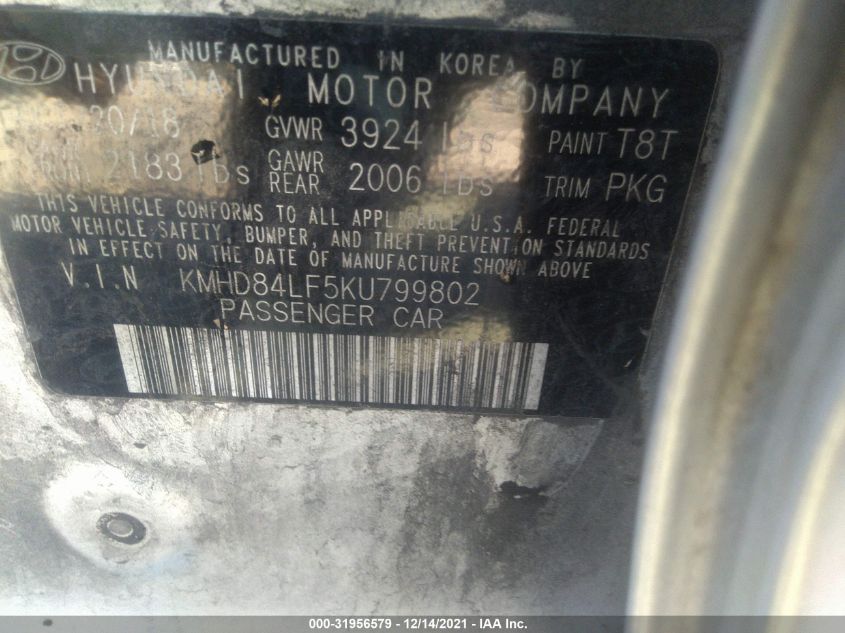 MANUFACTURED IN KOREA BY
HYUNDAI MOTOR COMPANY
20/18 GVWR 3924 lbs PAINT T8T
2183 lbs GAWR REAR 2006 lbs TRIM PKG
THIS VEHICLE CONFORMS TO ALL APPLICABLE U.S.A. FEDERAL
MOTOR VEHICLE SAFETY, BUMPER, AND THEFT PREVENTION STANDARDS
IN EFFECT ON THE DATE OF MANUFACTURE SHOWN ABOVE
V.I.N KMHD84LF5KU799802
PASSENGER CAR
000-31956579 - 12/14/2021 - IAA Inc.